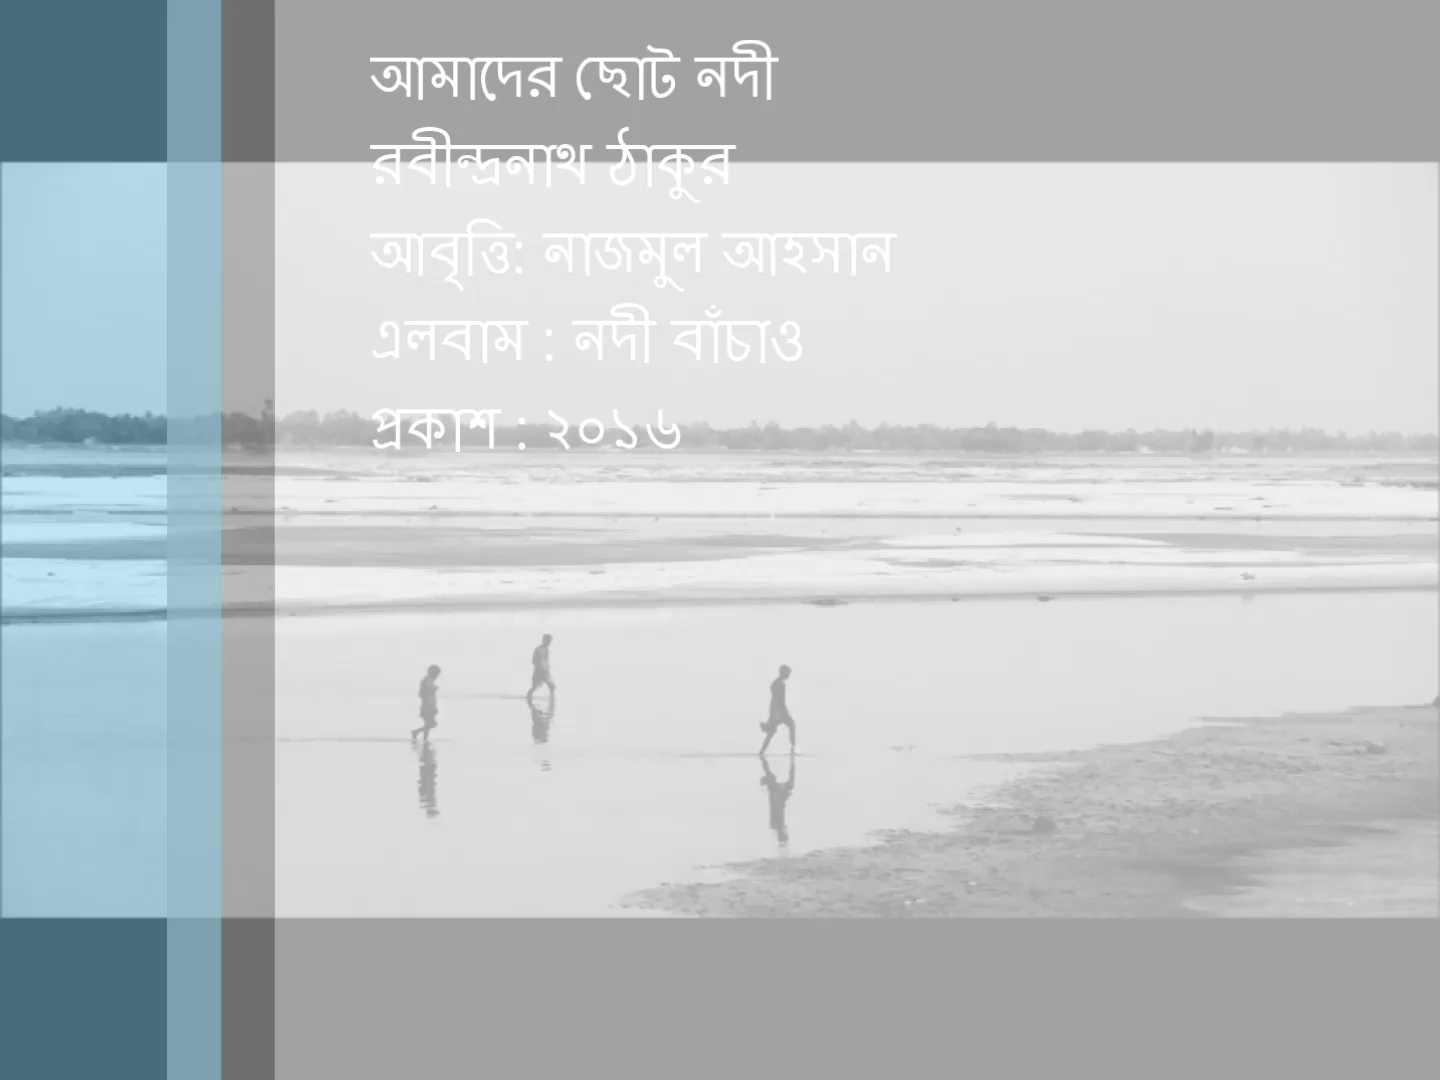 আমাদের ছোট নদী
রবীন্দ্রনাথ ঠাকুর
আবৃত্তি: নাজমুল আহসান
এলবাম : নদী বাঁচাও
প্রকাশ : ২০১৬